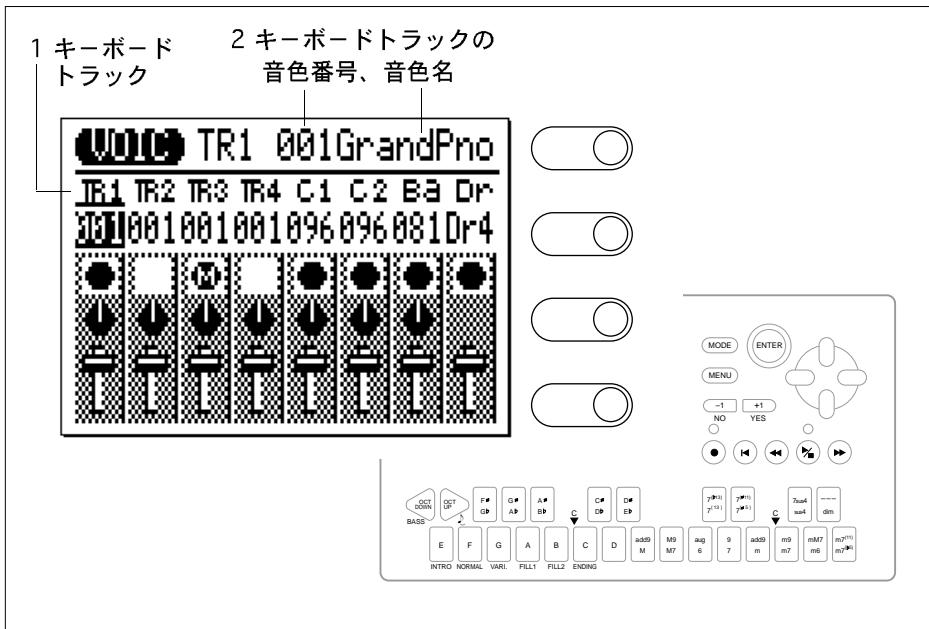 1 キーボード
トラック
2 キーボードトラックの
音色番号、音色名
VOIC TR1 001GrandPno
TR1 TR2 TR3 TR4 C1 C2 Ba Dr
001 001 001 001 096 096 081 Dr4
M
MODE
ENTER
MENU
−1
+1
NO
YES
OCT DOWN
OCT UP
BASS
F♯ G♯ A♯ C♯ D♯
G♭ A♭ B♭ D♭ E♭
C
C
7(♭13) 7(♯11) 7sus4 ---
7(13) sus4 dim
E F G A B C D
add9 M9 aug 9 add9 m9 mM7 m7(11)
M M7 6 7 m m7 m6 m7(♭5)
INTRO NORMAL VARI. FILL1 FILL2 ENDING